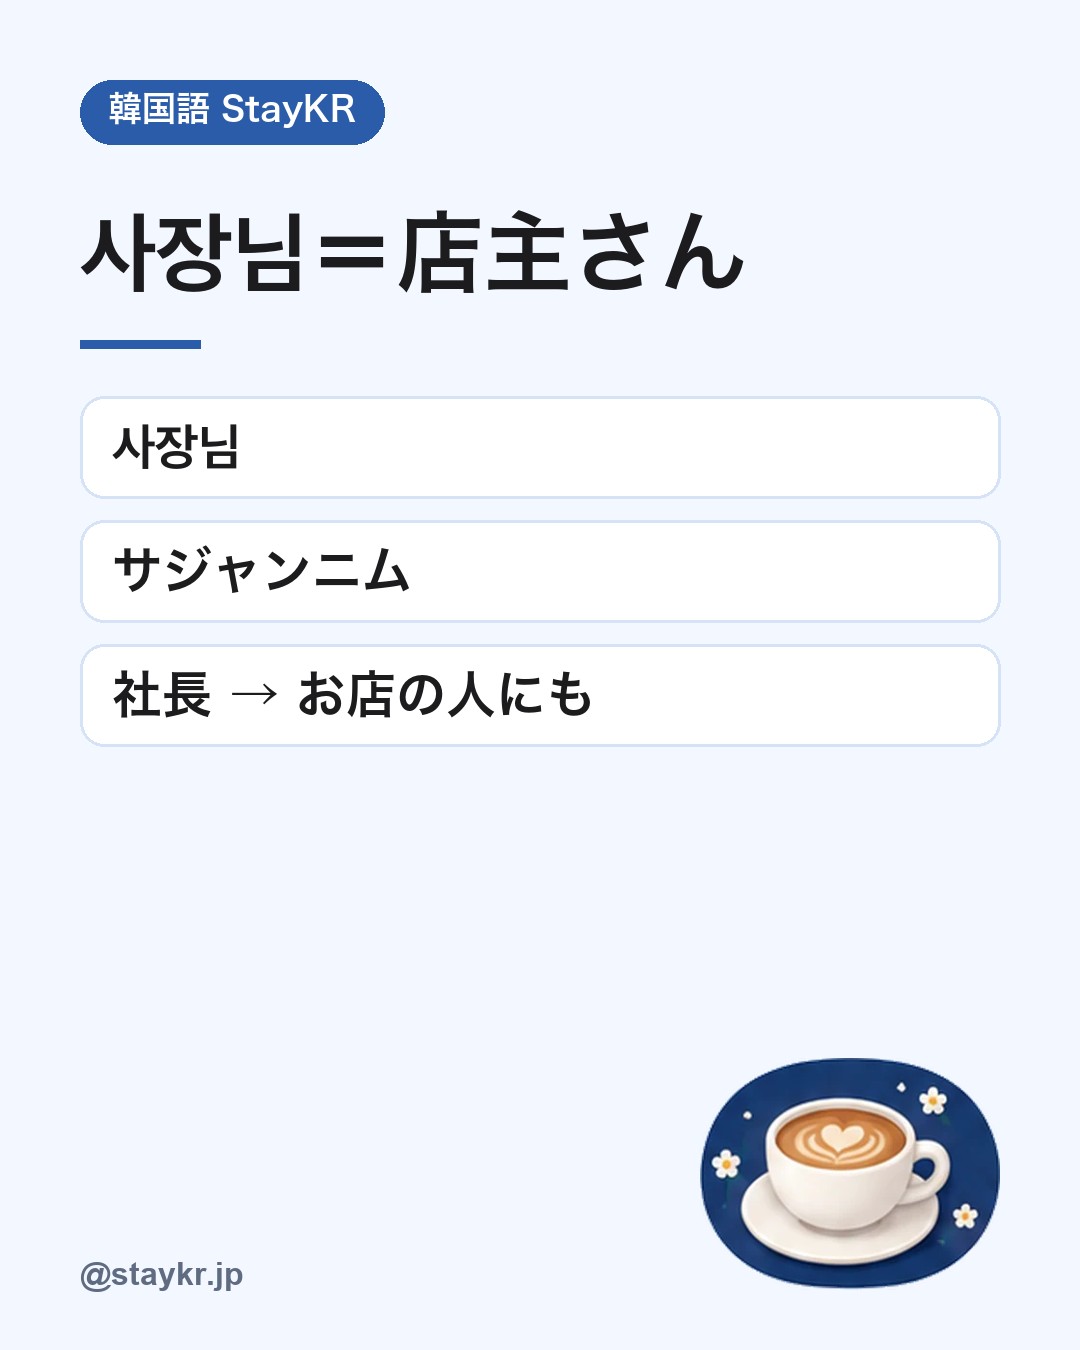 韓国語 StayKR
사장님＝店主さん
사장님
サジャンニム
社長 → お店の人にも
@staykr.jp